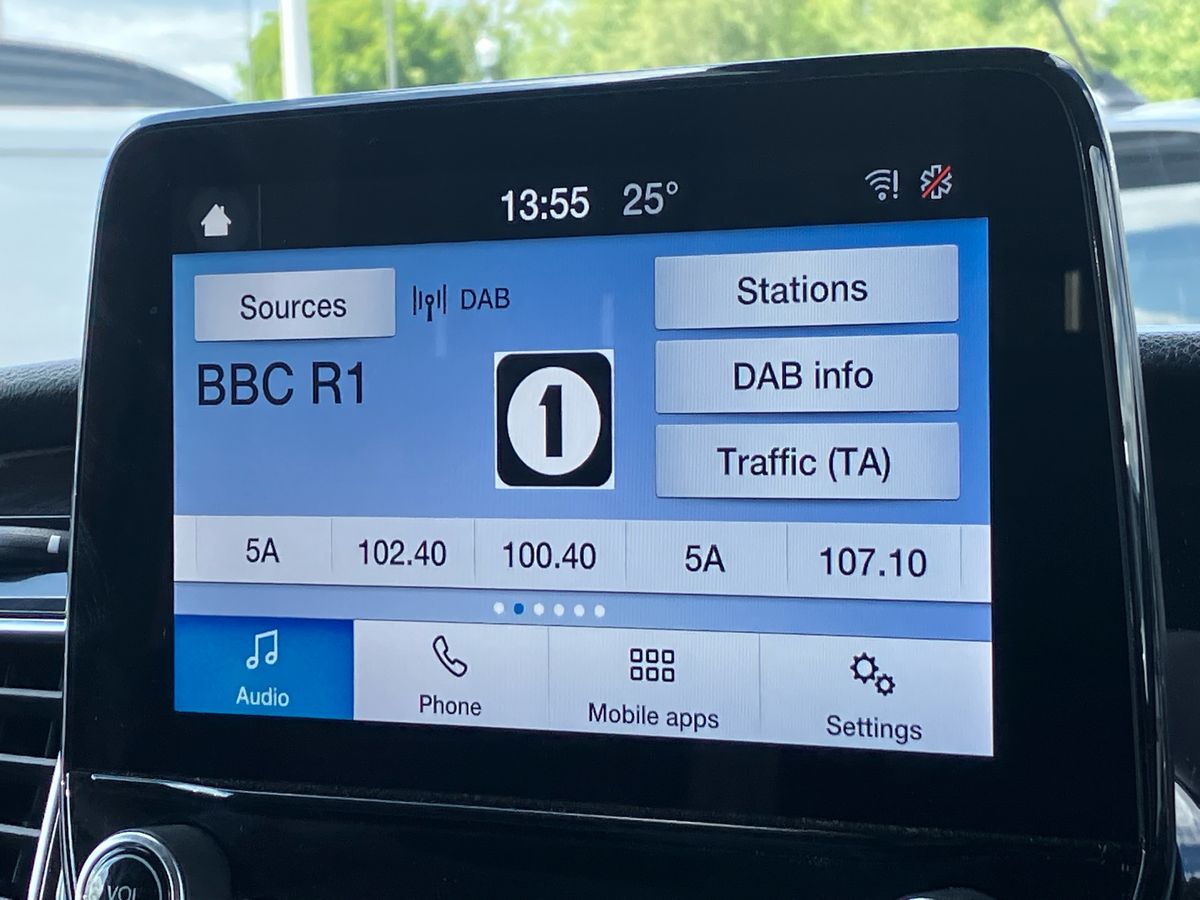 13:55 25°
Sources
DAB
Stations
BBC R1
1
DAB info
Traffic (TA)
5A 102.40 100.40 5A 107.10
Audio
Phone
Mobile apps
Settings
VOL